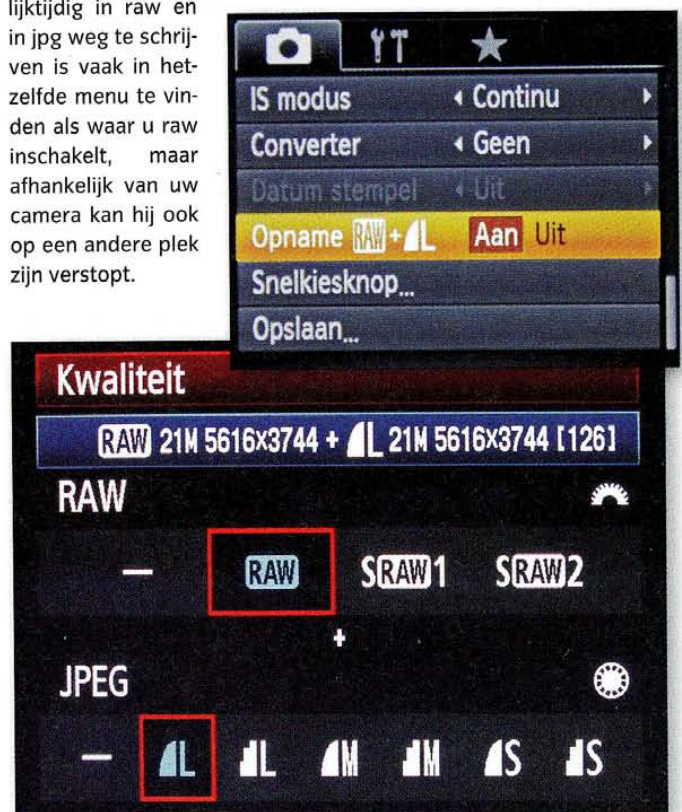 lijktijdig in raw en
in jpg weg te schrij-
ven is vaak in het-
zelfde menu te vin-
den als waar u raw
inschakelt, maar
afhankelijk van uw
camera kan hij ook
op een andere plek
zijn verstopt.
IS modus Continu
Converter Geen
Datum stempel Uit
Opname RAW+L Aan Uit
Snelkiesknop...
Opslaan...
Kwaliteit
RAW 21M 5616x3744 + L 21M 5616x3744 [126]
RAW
— RAW SRAW1 SRAW2
+
JPEG
— L L M M S S